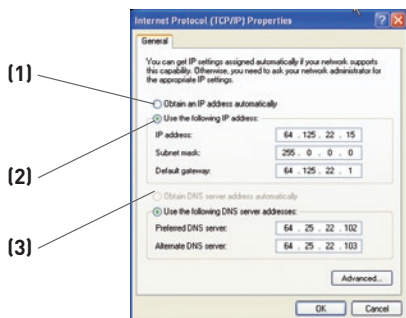 Internet Protocol (TCP/IP) Properties
General
You can get IP settings assigned automatically if your network supports
this capability. Otherwise, you need to ask your network administrator for
the appropriate IP settings.
(1)
Obtain an IP address automatically
Use the following IP address:
(2)
IP address: 64 . 125 . 22 . 15
Subnet mask: 255 . 0 . 0 . 0
Default gateway: 64 . 125 . 22 . 1
(3)
Obtain DNS server address automatically
Use the following DNS server addresses:
Preferred DNS server: 64 . 25 . 22 . 102
Alternate DNS server: 64 . 25 . 22 . 103
Advanced...
OK Cancel